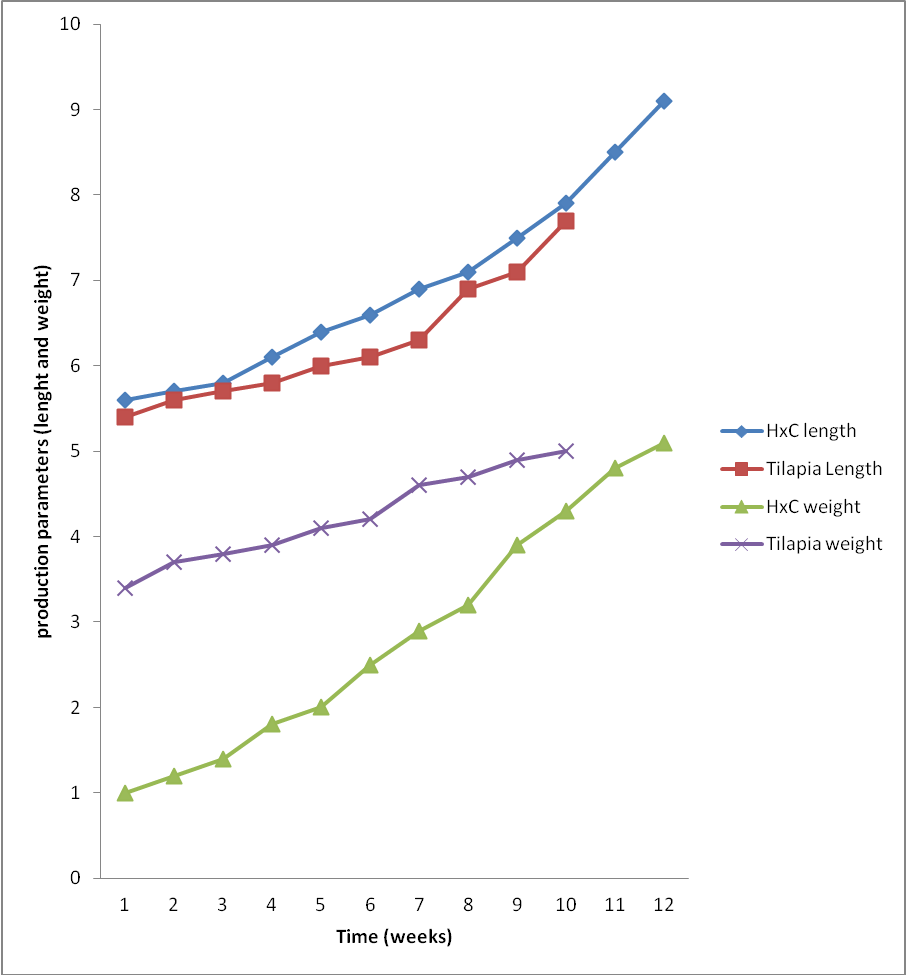 10
9
8
7
6
5
4
3
2
1
0
production parameters (lenght and weight)
1 2 3 4 5 6 7 8 9 10 11 12
Time (weeks)
HxC length
Tilapia Length
HxC weight
Tilapia weight